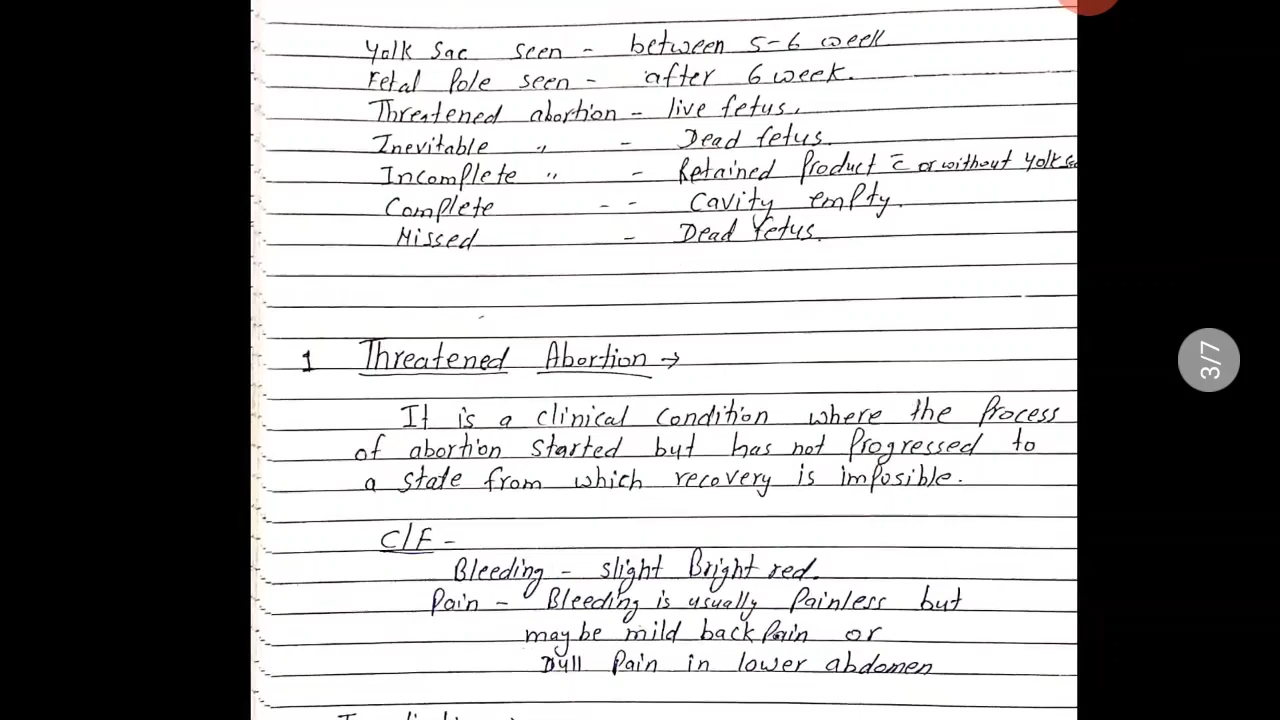 Yolk Sac seen - between 5-6 week
Fetal Pole seen - after 6 week.
Threatened abortion - live fetus.
Inevitable " - Dead fetus.
Incomplete " - Retained Product c̅ or without Yolk Sac
Complete - - Cavity empty.
Missed - Dead fetus.
1 Threatened Abortion →
It is a clinical condition where the Process
of abortion started but has not Progressed to
a state from which recovery is imposible.
C/F -
Bleeding - slight Bright red.
Pain - Bleeding is usually Painless but
may be mild back Pain or
Dull Pain in lower abdomen
3/7